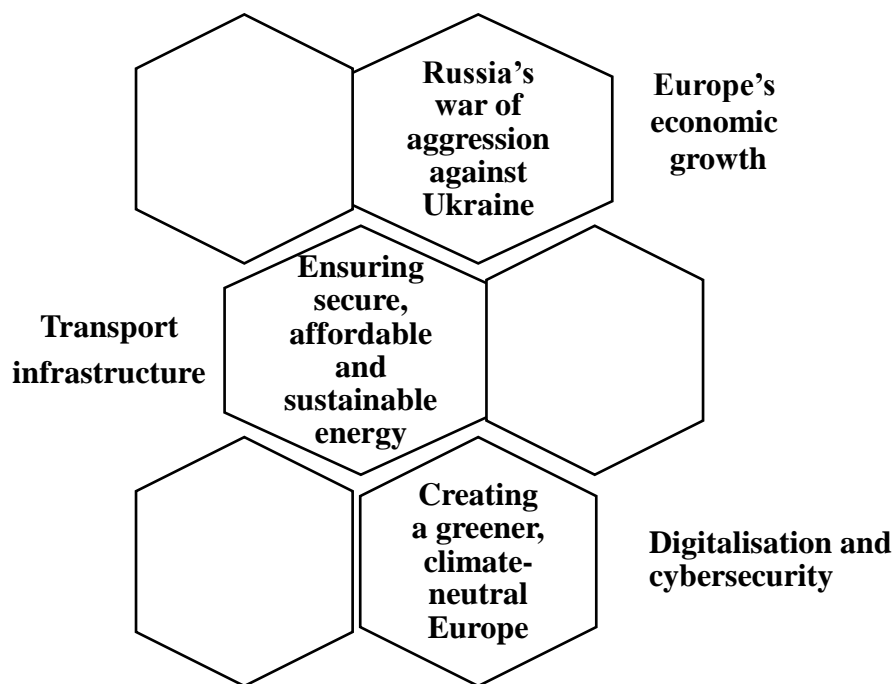 Russia’s
war of
aggression
against
Ukraine
Europe’s
economic
growth
Ensuring
secure,
affordable
and
sustainable
energy
Transport
infrastructure
Creating
a greener,
climate-
neutral
Europe
Digitalisation and
cybersecurity